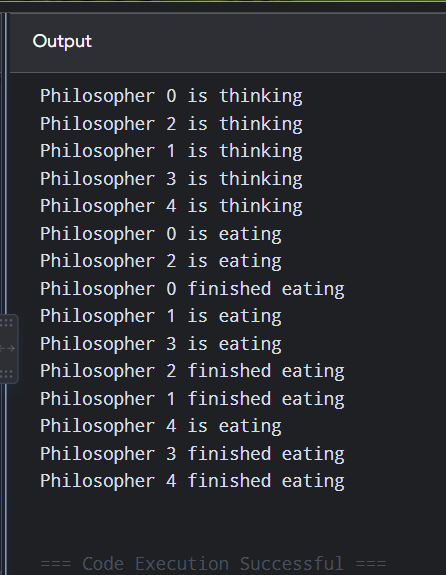 Output
Philosopher 0 is thinking
Philosopher 2 is thinking
Philosopher 1 is thinking
Philosopher 3 is thinking
Philosopher 4 is thinking
Philosopher 0 is eating
Philosopher 2 is eating
Philosopher 0 finished eating
Philosopher 1 is eating
Philosopher 3 is eating
Philosopher 2 finished eating
Philosopher 1 finished eating
Philosopher 4 is eating
Philosopher 3 finished eating
Philosopher 4 finished eating
=== Code Execution Successful ===